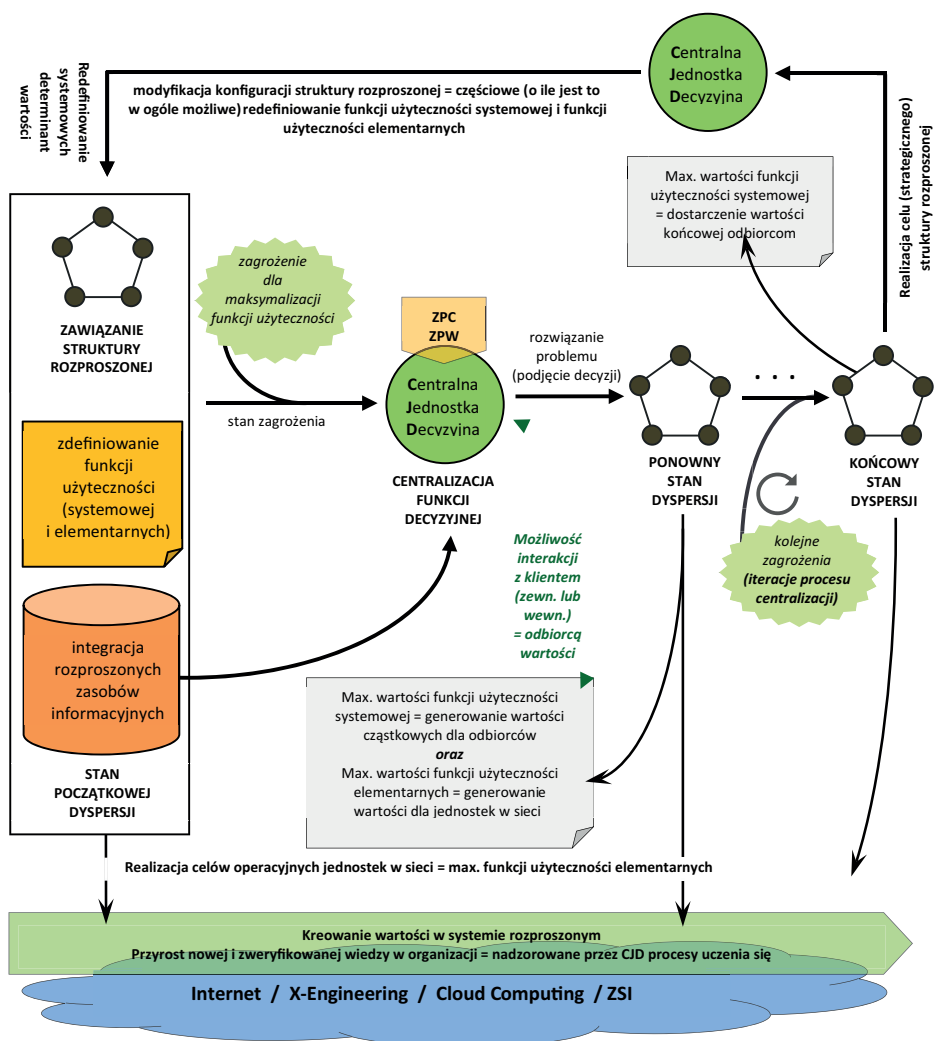 Centralna
Jednostka
Decyzyjna
Redefiniowanie
systemowych
determinant
wartości
modyfikacja konfiguracji struktury rozproszonej = częściowe (o ile jest to
w ogóle możliwe) redefiniowanie funkcji użyteczności systemowej i funkcji
użyteczności elementarnych
Realizacja celu (strategicznego)
struktury rozproszonej
Max. wartości funkcji
użyteczności systemowej
= dostarczenie wartości
końcowej odbiorcom
ZAWIĄZANIE
STRUKTURY
ROZPROSZONEJ
zagrożenie
dla
maksymalizacji
funkcji użyteczności
stan zagrożenia
ZPC
ZPW
Centralna
Jednostka
Decyzyjna
CENTRALIZACJA
FUNKCJI
DECYZYJNEJ
rozwiązanie
problemu
(podjęcie decyzji)
PONOWNY
STAN
DYSPERSJI
. . .
KOŃCOWY
STAN
DYSPERSJI
zdefiniowanie
funkcji
użyteczności
(systemowej
i elementarnych)
Możliwość
interakcji
z klientem
(zewn. lub
wewn.)
= odbiorcą
wartości
kolejne
zagrożenia
(iteracje procesu
centralizacji)
integracja
rozproszonych
zasobów
informacyjnych
STAN
POCZĄTKOWEJ
DYSPERSJI
Max. wartości funkcji użyteczności
systemowej = generowanie wartości
cząstkowych dla odbiorców
oraz
Max. wartości funkcji użyteczności
elementarnych = generowanie
wartości dla jednostek w sieci
Realizacja celów operacyjnych jednostek w sieci = max. funkcji użyteczności elementarnych
Kreowanie wartości w systemie rozproszonym
Przyrost nowej i zweryfikowanej wiedzy w organizacji = nadzorowane przez CJD procesy uczenia się
Internet / X-Engineering / Cloud Computing / ZSI